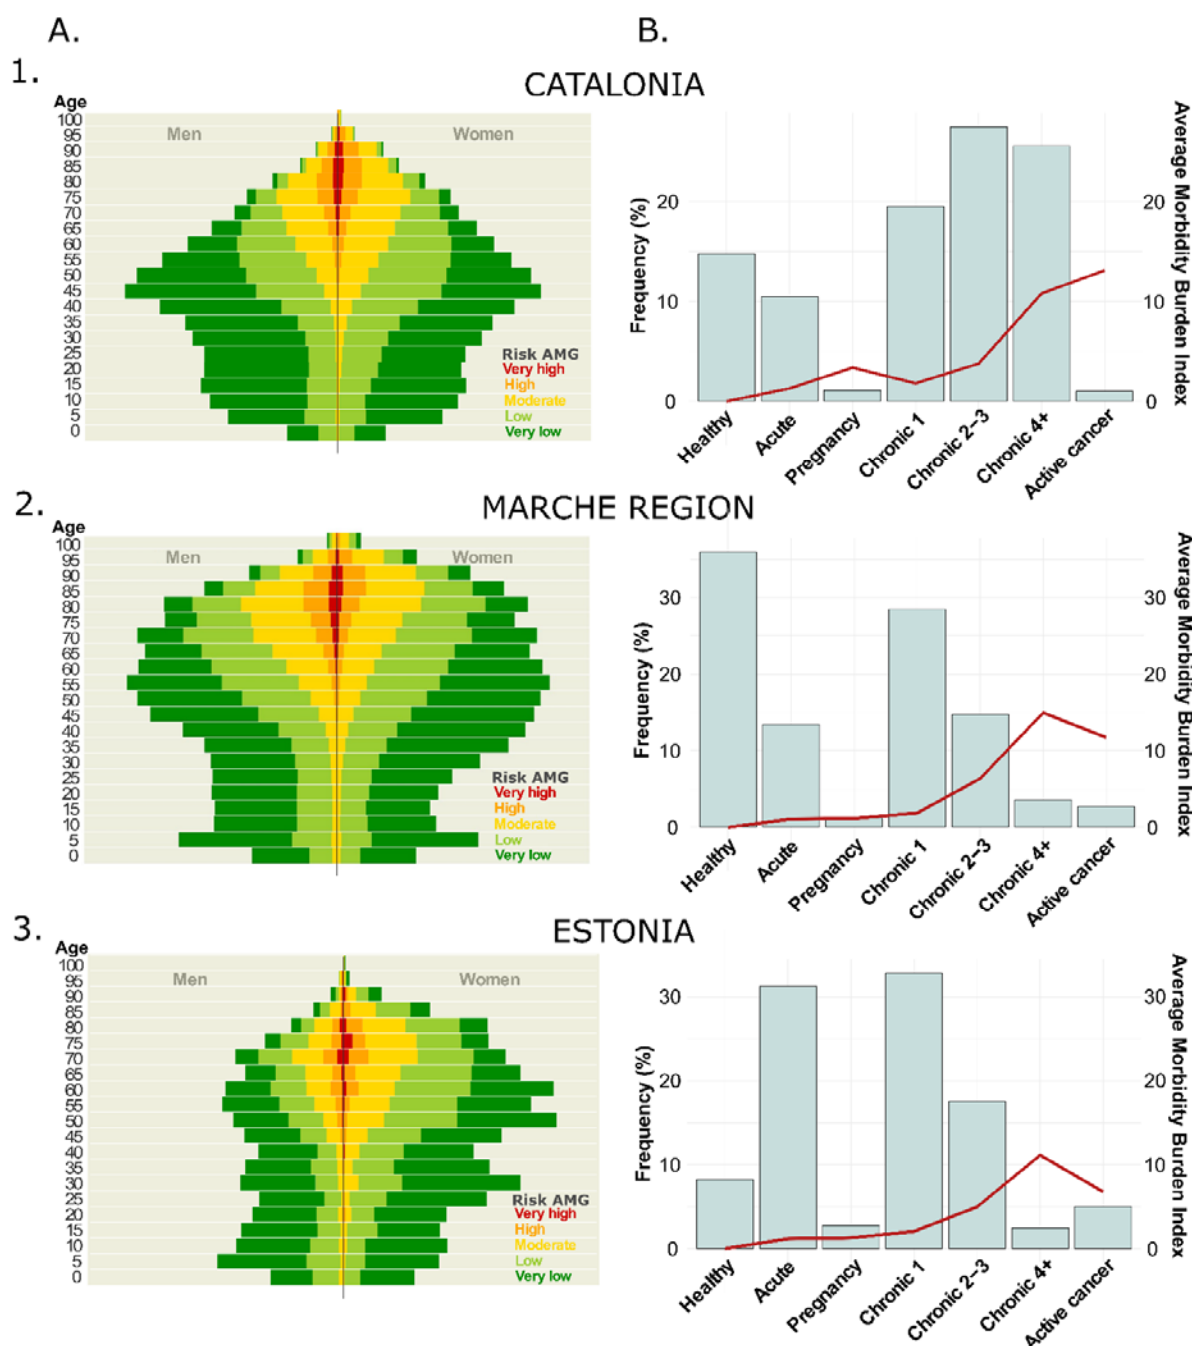 A.
B.
1.
CATALONIA
Age
Men
Women
100
95
90
85
80
75
70
65
60
55
50
45
40
35
30
25
20
15
10
5
0
Risk AMG
Very high
High
Moderate
Low
Very low
Frequency (%)
20
10
0
Average Morbidity Burden Index
20
10
0
Healthy
Acute
Pregnancy
Chronic 1
Chronic 2-3
Chronic 4+
Active cancer
2.
MARCHE REGION
Age
Men
Women
100
95
90
85
80
75
70
65
60
55
50
45
40
35
30
25
20
15
10
5
0
Risk AMG
Very high
High
Moderate
Low
Very low
Frequency (%)
30
20
10
0
Average Morbidity Burden Index
30
20
10
0
Healthy
Acute
Pregnancy
Chronic 1
Chronic 2-3
Chronic 4+
Active cancer
3.
ESTONIA
Age
Men
Women
100
95
90
85
80
75
70
65
60
55
50
45
40
35
30
25
20
15
10
5
0
Risk AMG
Very high
High
Moderate
Low
Very low
Frequency (%)
30
20
10
0
Average Morbidity Burden Index
30
20
10
0
Healthy
Acute
Pregnancy
Chronic 1
Chronic 2-3
Chronic 4+
Active cancer